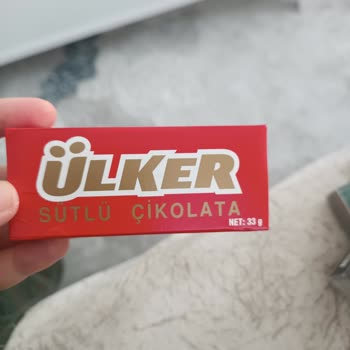 ÜLKER
SÜTLÜ ÇİKOLATA
NET: 33 g